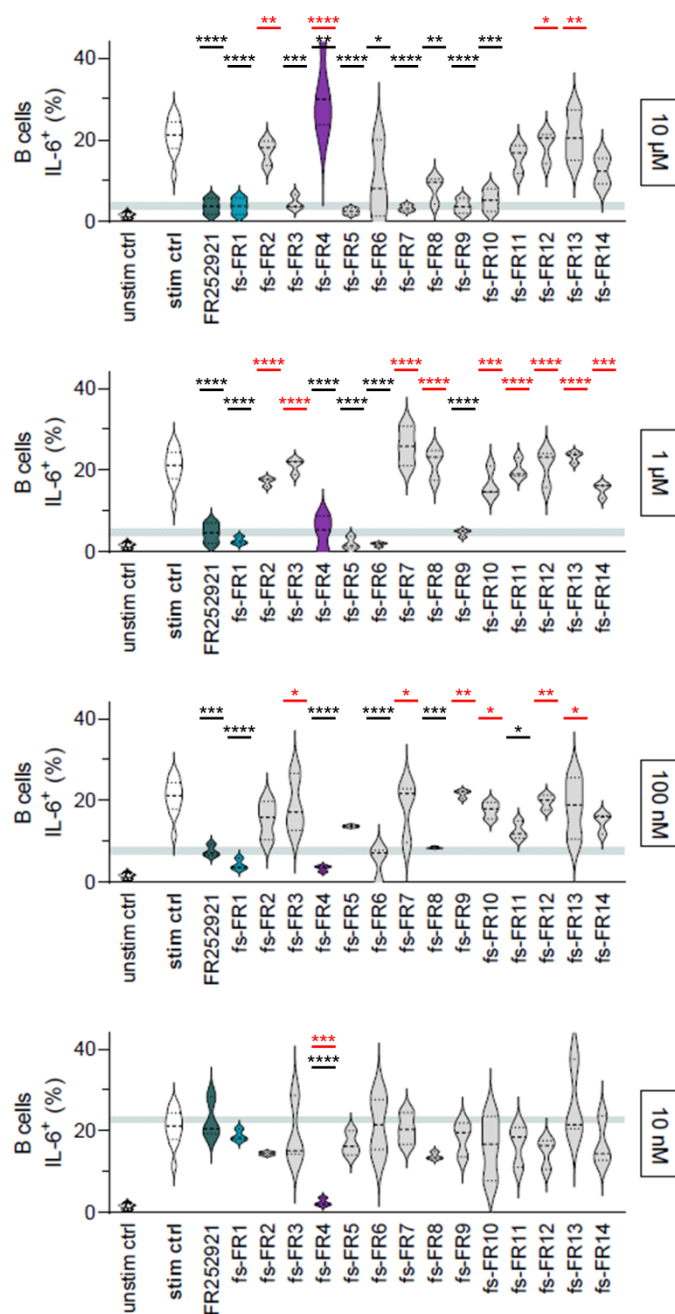 **** **** ** *** **** ** **** * **** ** **** *** * **
40
20
0
B cells
IL-6⁺ (%)
10 µM
unstim ctrl
stim ctrl
FR252921
fs-FR1
fs-FR2
fs-FR3
fs-FR4
fs-FR5
fs-FR6
fs-FR7
fs-FR8
fs-FR9
fs-FR10
fs-FR11
fs-FR12
fs-FR13
fs-FR14
**** **** **** **** **** **** **** **** **** **** *** **** **** **** ***
40
20
0
B cells
IL-6⁺ (%)
1 µM
unstim ctrl
stim ctrl
FR252921
fs-FR1
fs-FR2
fs-FR3
fs-FR4
fs-FR5
fs-FR6
fs-FR7
fs-FR8
fs-FR9
fs-FR10
fs-FR11
fs-FR12
fs-FR13
fs-FR14
*** **** * **** **** * *** ** * * ** *
40
20
0
B cells
IL-6⁺ (%)
100 nM
unstim ctrl
stim ctrl
FR252921
fs-FR1
fs-FR2
fs-FR3
fs-FR4
fs-FR5
fs-FR6
fs-FR7
fs-FR8
fs-FR9
fs-FR10
fs-FR11
fs-FR12
fs-FR13
fs-FR14
***
****
40
20
0
B cells
IL-6⁺ (%)
10 nM
unstim ctrl
stim ctrl
FR252921
fs-FR1
fs-FR2
fs-FR3
fs-FR4
fs-FR5
fs-FR6
fs-FR7
fs-FR8
fs-FR9
fs-FR10
fs-FR11
fs-FR12
fs-FR13
fs-FR14